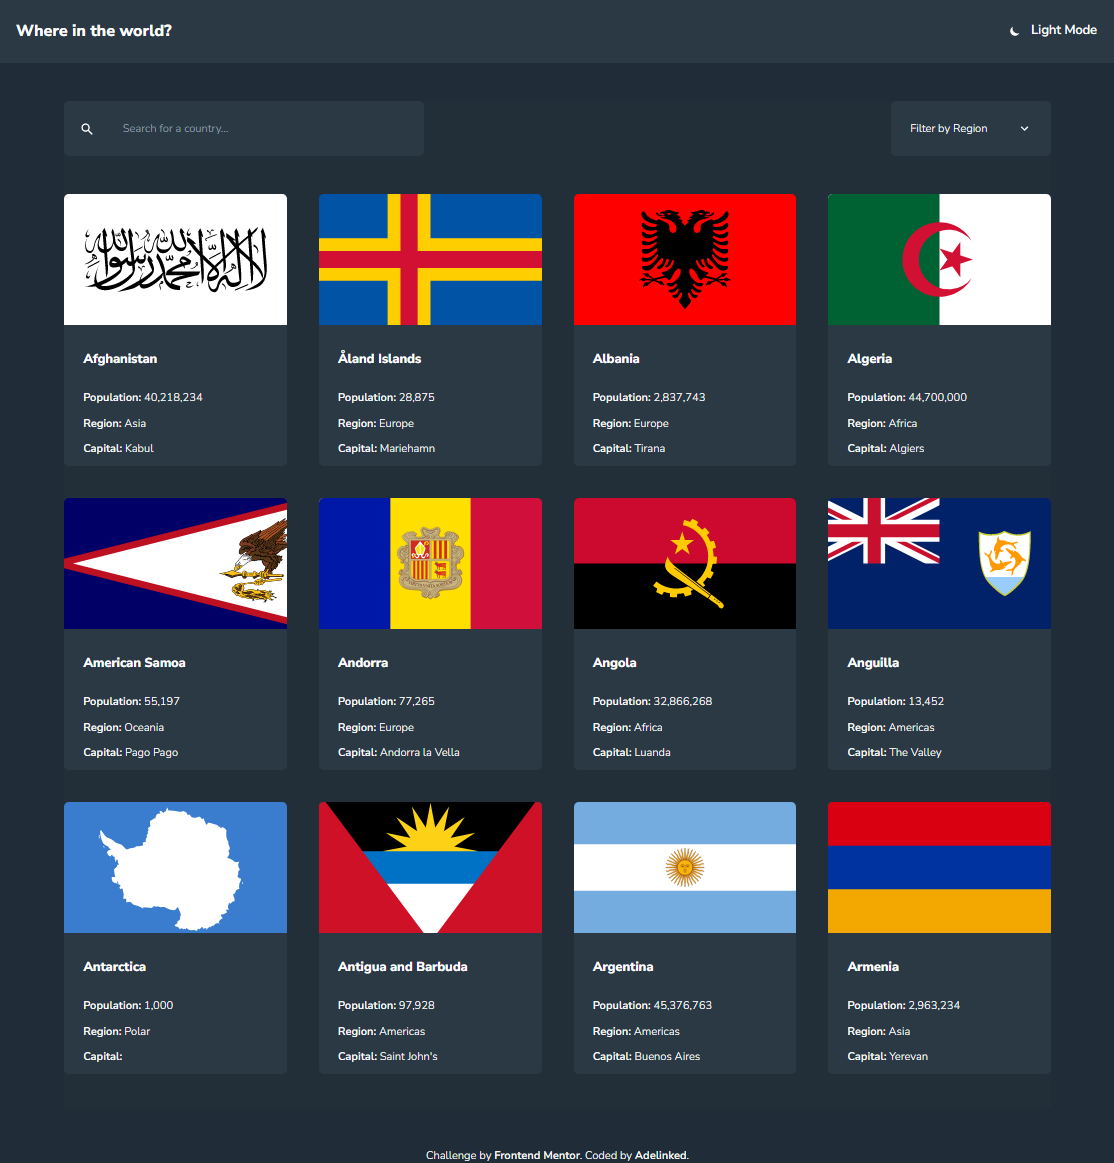 Where in the world?
Light Mode
Search for a country...
Filter by Region
لا إله إلا الله محمد رسول الله
Afghanistan
Population: 40,218,234
Region: Asia
Capital: Kabul
Åland Islands
Population: 28,875
Region: Europe
Capital: Mariehamn
Albania
Population: 2,837,743
Region: Europe
Capital: Tirana
Algeria
Population: 44,700,000
Region: Africa
Capital: Algiers
American Samoa
Population: 55,197
Region: Oceania
Capital: Pago Pago
Andorra
Population: 77,265
Region: Europe
Capital: Andorra la Vella
Angola
Population: 32,866,268
Region: Africa
Capital: Luanda
Anguilla
Population: 13,452
Region: Americas
Capital: The Valley
Antarctica
Population: 1,000
Region: Polar
Capital:
Antigua and Barbuda
Population: 97,928
Region: Americas
Capital: Saint John's
Argentina
Population: 45,376,763
Region: Americas
Capital: Buenos Aires
Armenia
Population: 2,963,234
Region: Asia
Capital: Yerevan
Challenge by Frontend Mentor. Coded by Adelinked.